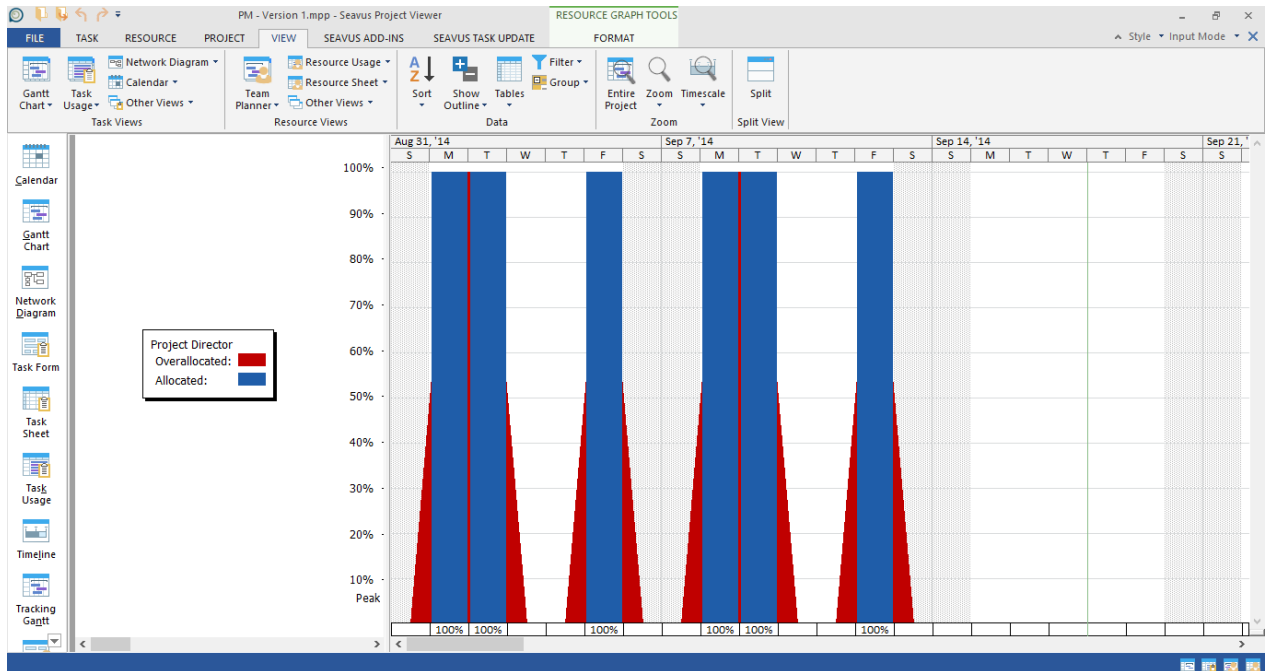 PM - Version 1.mpp - Seavus Project Viewer
RESOURCE GRAPH TOOLS
FILE TASK RESOURCE PROJECT VIEW SEAVUS ADD-INS SEAVUS TASK UPDATE FORMAT
Style Input Mode
Gantt Chart
Task Usage
Network Diagram
Calendar
Other Views
Task Views
Team Planner
Resource Usage
Resource Sheet
Other Views
Resource Views
Sort
Show Outline
Tables
Filter
Group
Data
Entire Project
Zoom
Timescale
Zoom
Split
Split View
Calendar
Gantt
Chart
Network
Diagram
Task Form
Task
Sheet
Task
Usage
Timeline
Tracking
Gantt
Project Director
Overallocated:
Allocated:
Aug 31, '14 Sep 7, '14 Sep 14, '14 Sep 21, '
S M T W T F S S M T W T F S S M T W T F S S
100%
90%
80%
70%
60%
50%
40%
30%
20%
10%
Peak
100% 100% 100% 100% 100% 100%